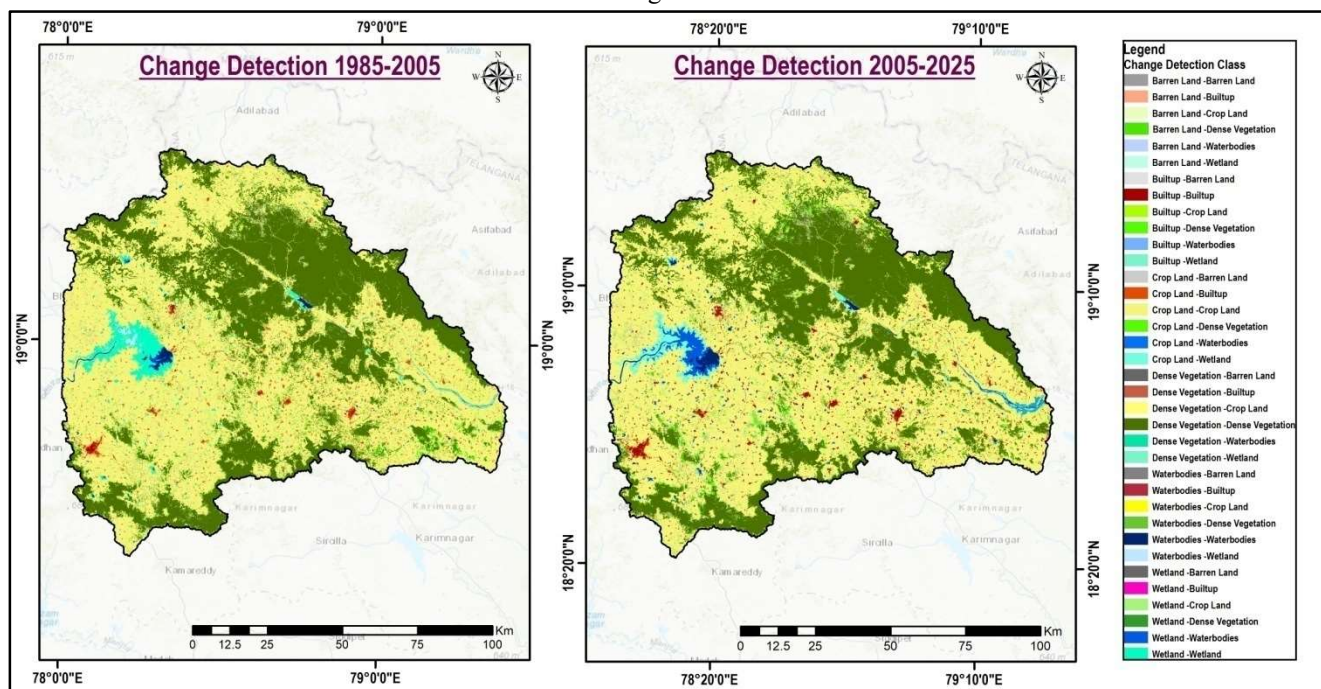 78°0'0"E
79°0'0"E
78°20'0"E
79°10'0"E
Change Detection 1985-2005
Change Detection 2005-2025
615 m
Wardha
N
W
E
S
Adilabad
TELANGANA
Asifabad
Adilabad
Karimnagar
Karimnagar
Sircilla
Kamareddy
640 m
19°0'0"N
19°0'0"N
Km
0
12.5
25
50
75
100
78°0'0"E
79°0'0"E
Wardha
N
W
E
S
Adilabad
TELANGANA
Asifabad
Adilabad
Karimnagar
Karimnagar
Sircilla
Kamareddy
640 m
19°10'0"N
19°10'0"N
18°20'0"N
18°20'0"N
Km
0
12.5
25
50
75
100
78°20'0"E
79°10'0"E
Legend
Change Detection Class
Barren Land -Barren Land
Barren Land -Builtup
Barren Land -Crop Land
Barren Land -Dense Vegetation
Barren Land -Waterbodies
Barren Land -Wetland
Builtup -Barren Land
Builtup -Builtup
Builtup -Crop Land
Builtup -Dense Vegetation
Builtup -Waterbodies
Builtup -Wetland
Crop Land -Barren Land
Crop Land -Builtup
Crop Land -Crop Land
Crop Land -Dense Vegetation
Crop Land -Waterbodies
Crop Land -Wetland
Dense Vegetation -Barren Land
Dense Vegetation -Builtup
Dense Vegetation -Crop Land
Dense Vegetation -Dense Vegetation
Dense Vegetation -Waterbodies
Dense Vegetation -Wetland
Waterbodies -Barren Land
Waterbodies -Builtup
Waterbodies -Crop Land
Waterbodies -Dense Vegetation
Waterbodies -Waterbodies
Waterbodies -Wetland
Wetland -Barren Land
Wetland -Builtup
Wetland -Crop Land
Wetland -Dense Vegetation
Wetland -Waterbodies
Wetland -Wetland